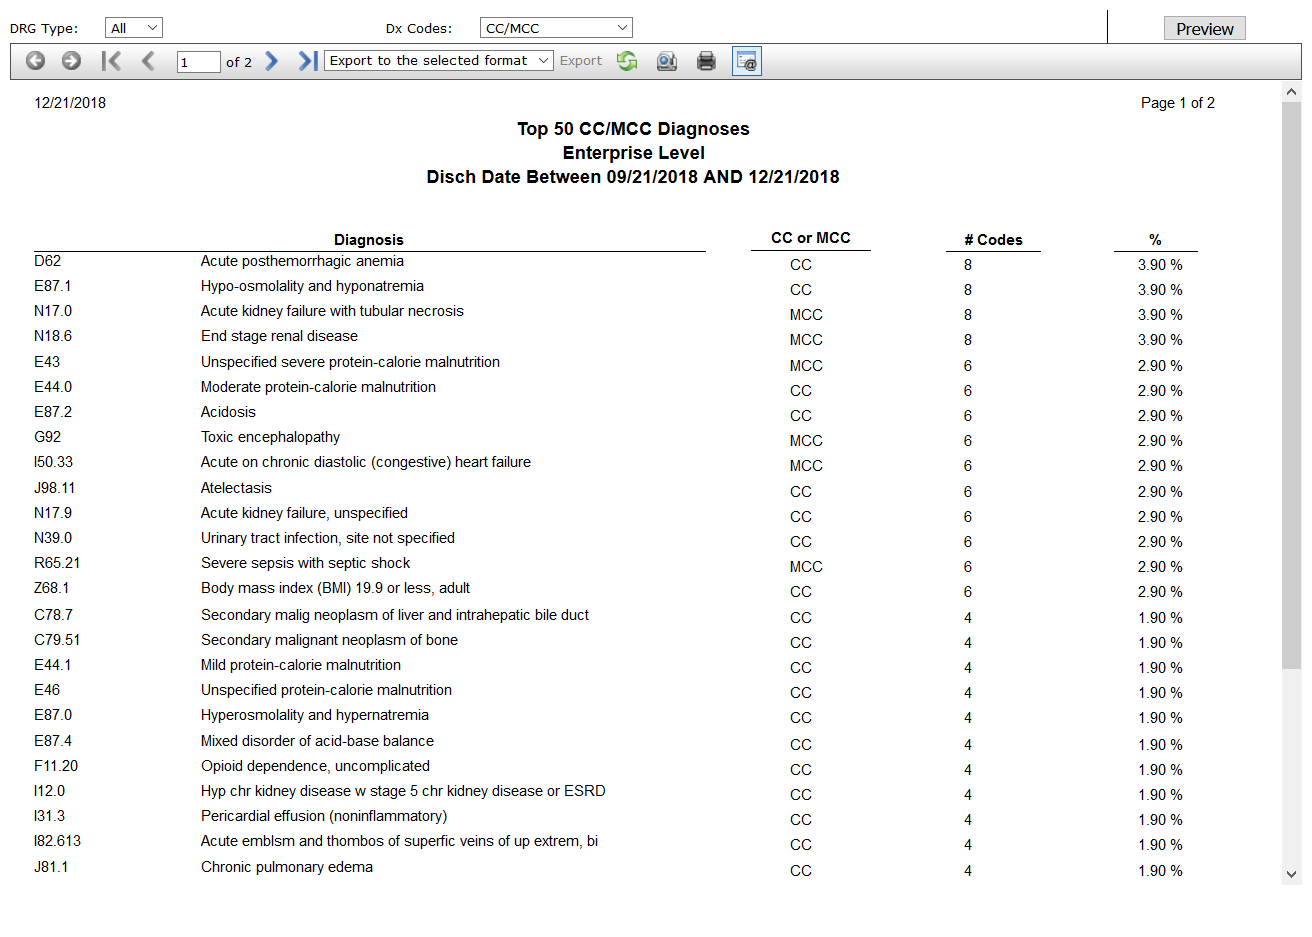 DRG Type: All Dx Codes: CC/MCC Preview
1 of 2 Export to the selected format Export
12/21/2018 Page 1 of 2
Top 50 CC/MCC Diagnoses
Enterprise Level
Disch Date Between 09/21/2018 AND 12/21/2018
Diagnosis CC or MCC # Codes %
D62 Acute posthemorrhagic anemia CC 8 3.90 %
E87.1 Hypo-osmolality and hyponatremia CC 8 3.90 %
N17.0 Acute kidney failure with tubular necrosis MCC 8 3.90 %
N18.6 End stage renal disease MCC 8 3.90 %
E43 Unspecified severe protein-calorie malnutrition MCC 6 2.90 %
E44.0 Moderate protein-calorie malnutrition CC 6 2.90 %
E87.2 Acidosis CC 6 2.90 %
G92 Toxic encephalopathy MCC 6 2.90 %
I50.33 Acute on chronic diastolic (congestive) heart failure MCC 6 2.90 %
J98.11 Atelectasis CC 6 2.90 %
N17.9 Acute kidney failure, unspecified CC 6 2.90 %
N39.0 Urinary tract infection, site not specified CC 6 2.90 %
R65.21 Severe sepsis with septic shock MCC 6 2.90 %
Z68.1 Body mass index (BMI) 19.9 or less, adult CC 6 2.90 %
C78.7 Secondary malig neoplasm of liver and intrahepatic bile duct CC 4 1.90 %
C79.51 Secondary malignant neoplasm of bone CC 4 1.90 %
E44.1 Mild protein-calorie malnutrition CC 4 1.90 %
E46 Unspecified protein-calorie malnutrition CC 4 1.90 %
E87.0 Hyperosmolality and hypernatremia CC 4 1.90 %
E87.4 Mixed disorder of acid-base balance CC 4 1.90 %
F11.20 Opioid dependence, uncomplicated CC 4 1.90 %
I12.0 Hyp chr kidney disease w stage 5 chr kidney disease or ESRD CC 4 1.90 %
I31.3 Pericardial effusion (noninflammatory) CC 4 1.90 %
I82.613 Acute emblsm and thombos of superfic veins of up extrem, bi CC 4 1.90 %
J81.1 Chronic pulmonary edema CC 4 1.90 %